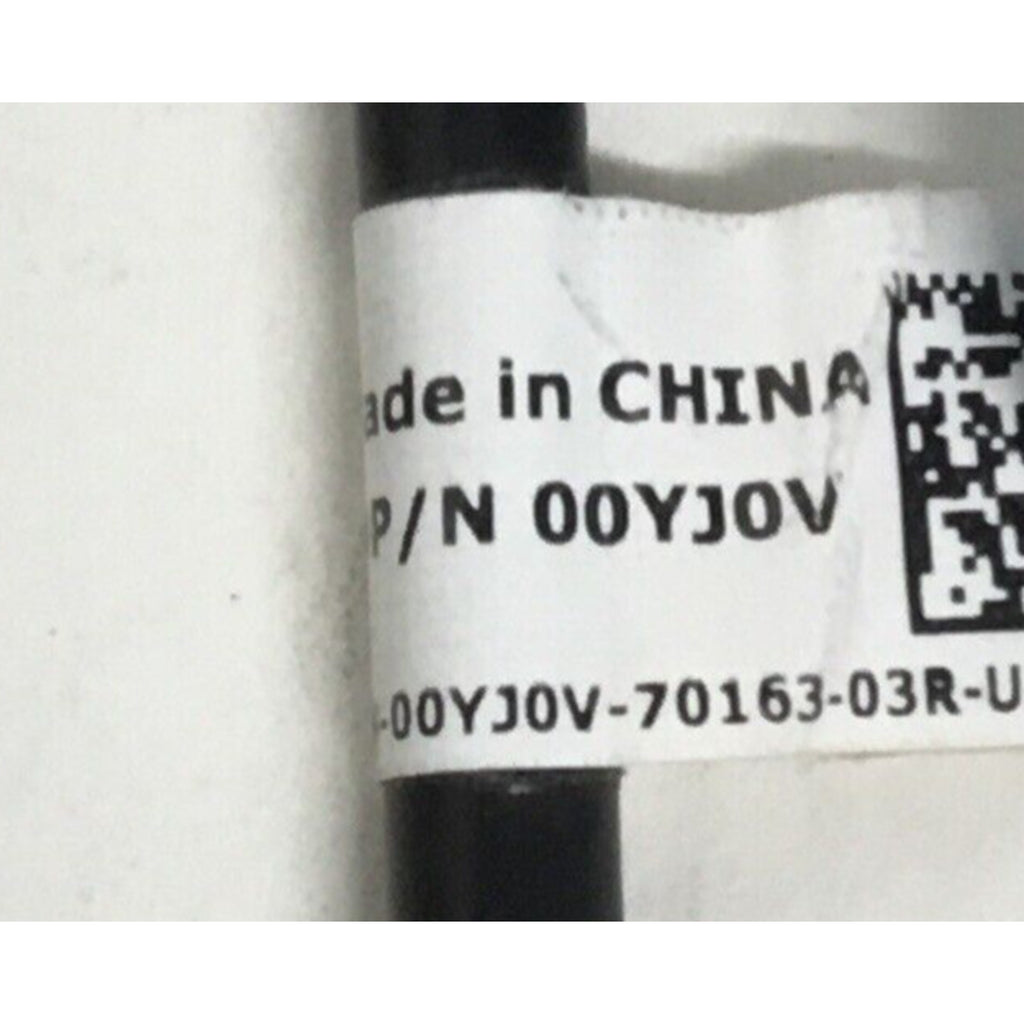 ade in CHINA
P/N 00YJ0V
-00YJ0V-70163-03R-U